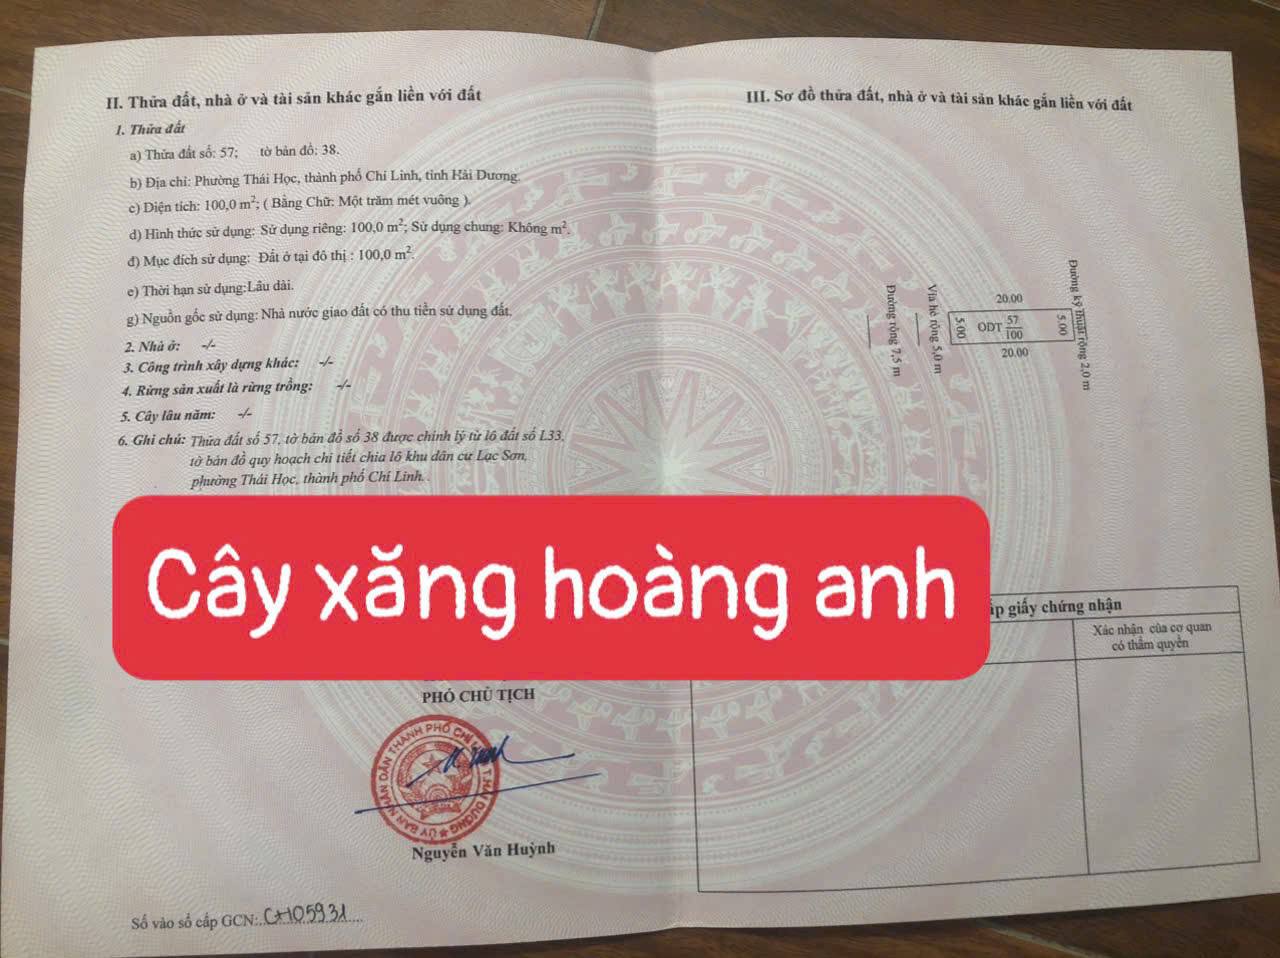 II. Thửa đất, nhà ở và tài sản khác gắn liền với đất
1. Thửa đất
a) Thửa đất số: 57; tờ bản đồ: 38.
b) Địa chỉ: Phường Thái Học, thành phố Chí Linh, tỉnh Hải Dương.
c) Diện tích: 100,0 m²; ( Bằng Chữ: Một trăm mét vuông ).
d) Hình thức sử dụng: Sử dụng riêng: 100,0 m²; Sử dụng chung: Không m².
đ) Mục đích sử dụng: Đất ở tại đô thị : 100,0 m².
e) Thời hạn sử dụng:Lâu dài.
g) Nguồn gốc sử dụng: Nhà nước giao đất có thu tiền sử dụng đất.
2. Nhà ở: -/-
3. Công trình xây dựng khác: -/-
4. Rừng sản xuất là rừng trồng: -/-
5. Cây lâu năm: -/-
6. Ghi chú: Thửa đất số 57, tờ bản đồ số 38 được chỉnh lý từ lô đất số L33,
tờ bản đồ quy hoạch chi tiết chia lô khu dân cư Lạc Sơn,
phường Thái Học, thành phố Chí Linh.
Cây xăng hoàng anh
PHÓ CHỦ TỊCH
ỦY BAN NHÂN DÂN THÀNH PHỐ CHÍ T.HẢI DƯƠNG
Nguyễn Văn Huỳnh
Số vào sổ cấp GCN: CH05931
III. Sơ đồ thửa đất, nhà ở và tài sản khác gắn liền với đất
Đường rộng 7,5 m
Vỉa hè rộng 5,0 m
20.00
5.00
ODT 57
100
5.00
20.00
Đường kỹ thuật rộng 2,0 m
ấp giấy chứng nhận
Xác nhận của cơ quan
có thẩm quyền